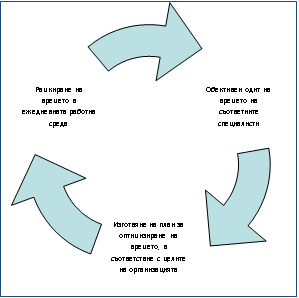 Ранкиране на
времето в
ежедневната работна
среда
Обективен одит на
времето на
съответните
специалисти
Изготвяне на план за
оптимизиране на
времето, в
съответствие с целите
на организацията